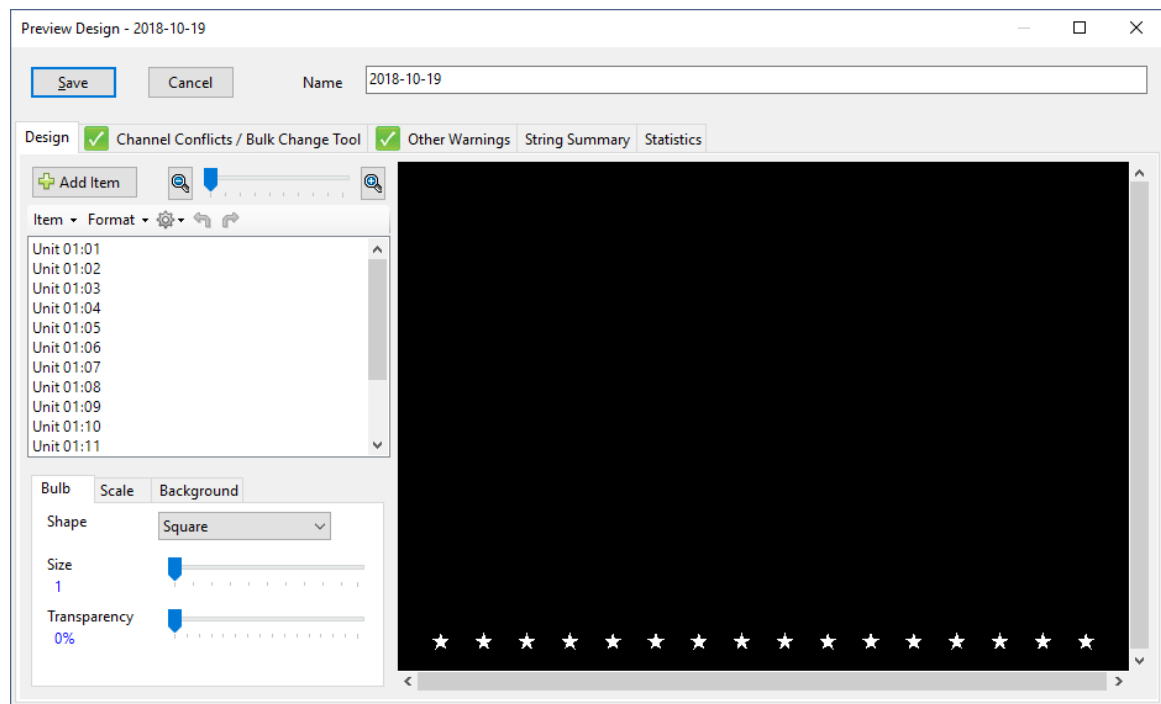 Preview Design - 2018-10-19
Save Cancel Name 2018-10-19
Design Channel Conflicts / Bulk Change Tool Other Warnings String Summary Statistics
Add Item
Item Format
Unit 01:01
Unit 01:02
Unit 01:03
Unit 01:04
Unit 01:05
Unit 01:06
Unit 01:07
Unit 01:08
Unit 01:09
Unit 01:10
Unit 01:11
Bulb Scale Background
Shape Square
Size
1
Transparency
0%